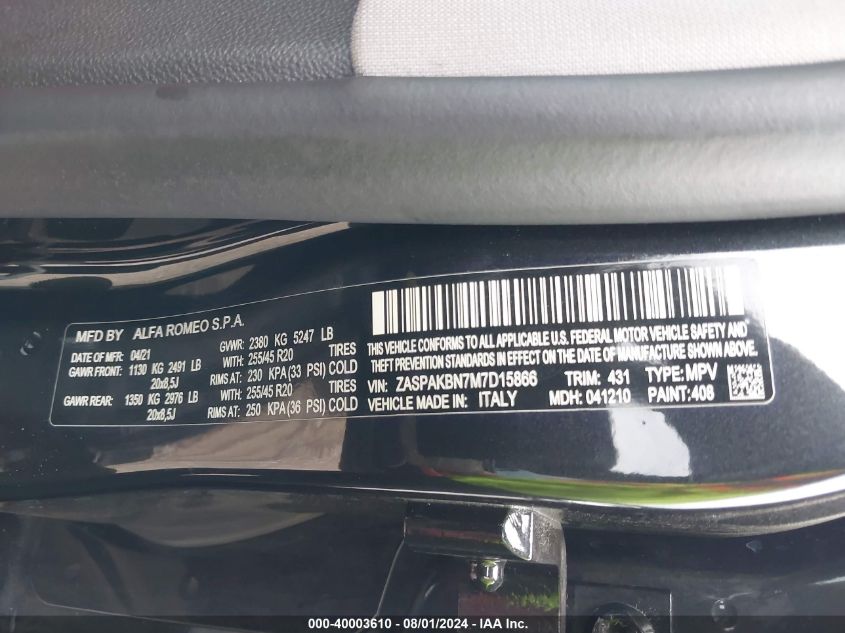 MFD BY ALFA ROMEO S.P.A.
DATE OF MFR 04/21
GAWR FRONT: 1130 KG 2491 LB
20x8,5J
GAWR REAR: 1350 KG 2976 LB
20x8,5J
GVWR: 2380 KG 5247 LB
WITH: 255/45 R20 TIRES
RIMS AT: 230 KPA(33 PSI) COLD
WITH: 255/45 R20 TIRES
RIMS AT: 250 KPA(36 PSI) COLD
THIS VEHICLE CONFORMS TO ALL APPLICABLE U.S. FEDERAL MOTOR VEHICLE SAFETY AND
THEFT PREVENTION STANDARDS IN EFFECT ON THE DATE OF MANUFACTURE SHOWN ABOVE.
VIN: ZASPAKBN7M7D15866 TRIM: 431 TYPE: MPV
VEHICLE MADE IN: ITALY MDH: 041210 PAINT:408
000-40003610 - 08/01/2024 - IAA Inc.